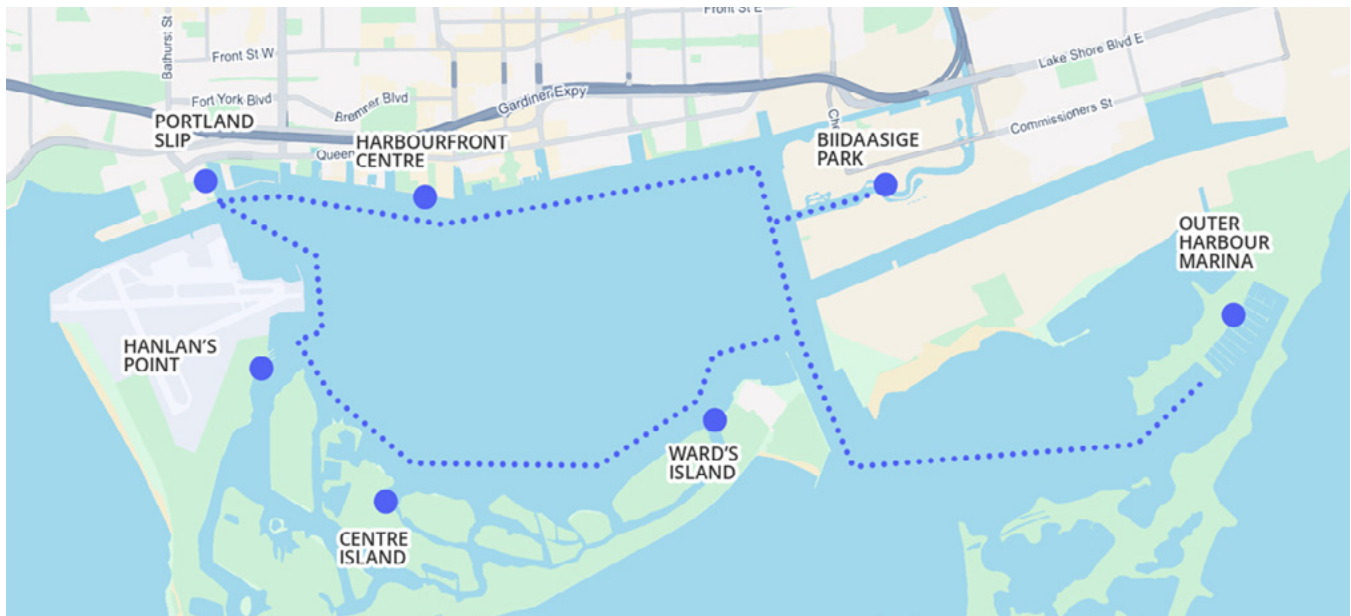 Front St E
Bathurst St
Front St W
Lake Shore Blvd E
Fort York Blvd
Bremner Blvd
Gardiner Expy
Commissioners St
PORTLAND
SLIP
Queen
HARBOURFRONT
CENTRE
BIIDAASIGE
PARK
OUTER
HARBOUR
MARINA
HANLAN'S
POINT
WARD'S
ISLAND
CENTRE
ISLAND